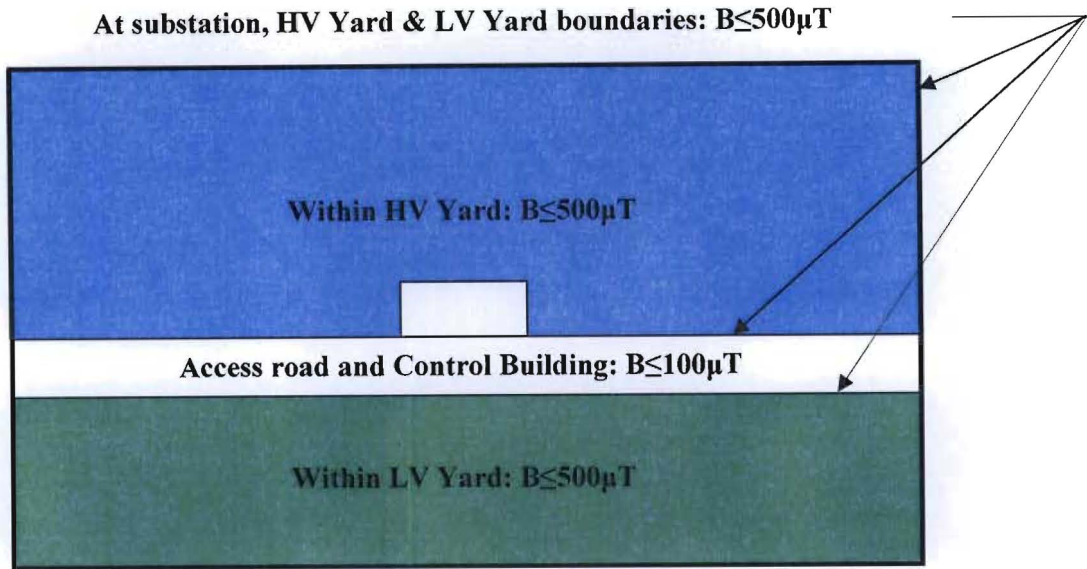 At substation, HV Yard & LV Yard boundaries: B≤500µT
Within HV Yard: B≤500µT
Access road and Control Building: B≤100µT
Within LV Yard: B≤500µT